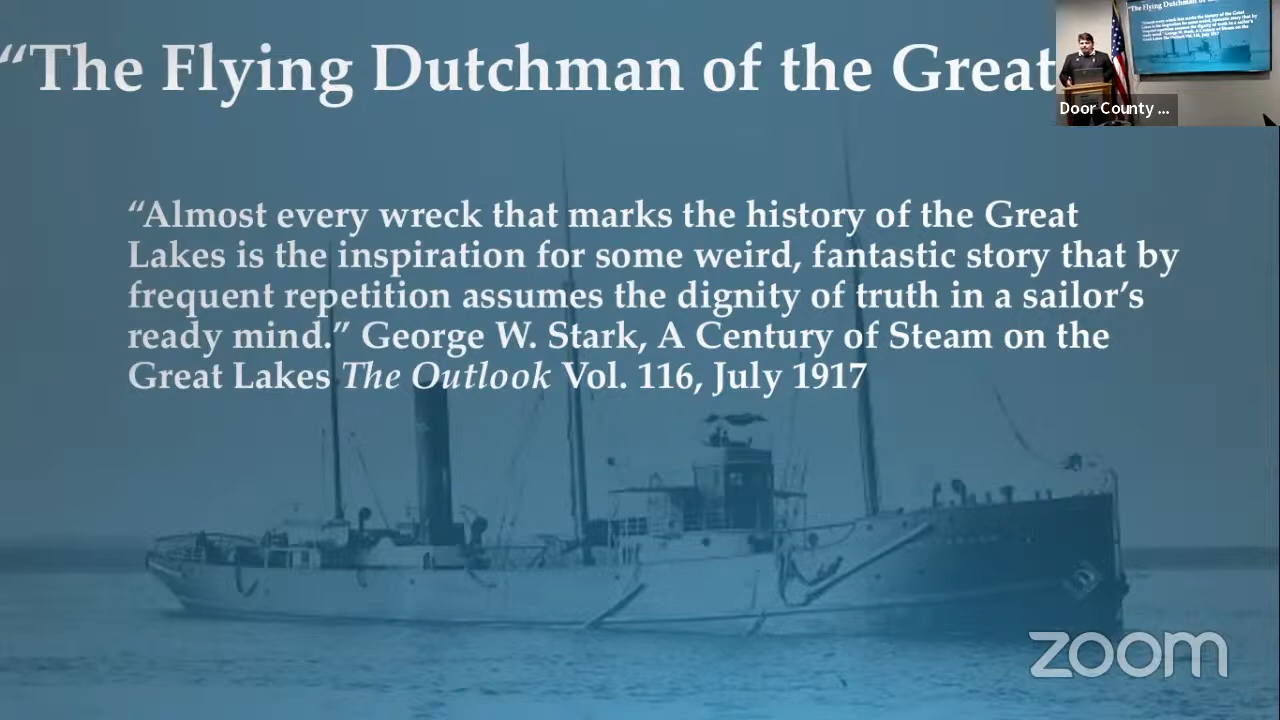 “The Flying Dutchman of the Great
Door County ...
“Almost every wreck that marks the history of the Great
Lakes is the inspiration for some weird, fantastic story that by
frequent repetition assumes the dignity of truth in a sailor’s
ready mind.” George W. Stark, A Century of Steam on the
Great Lakes The Outlook Vol. 116, July 1917
zoom